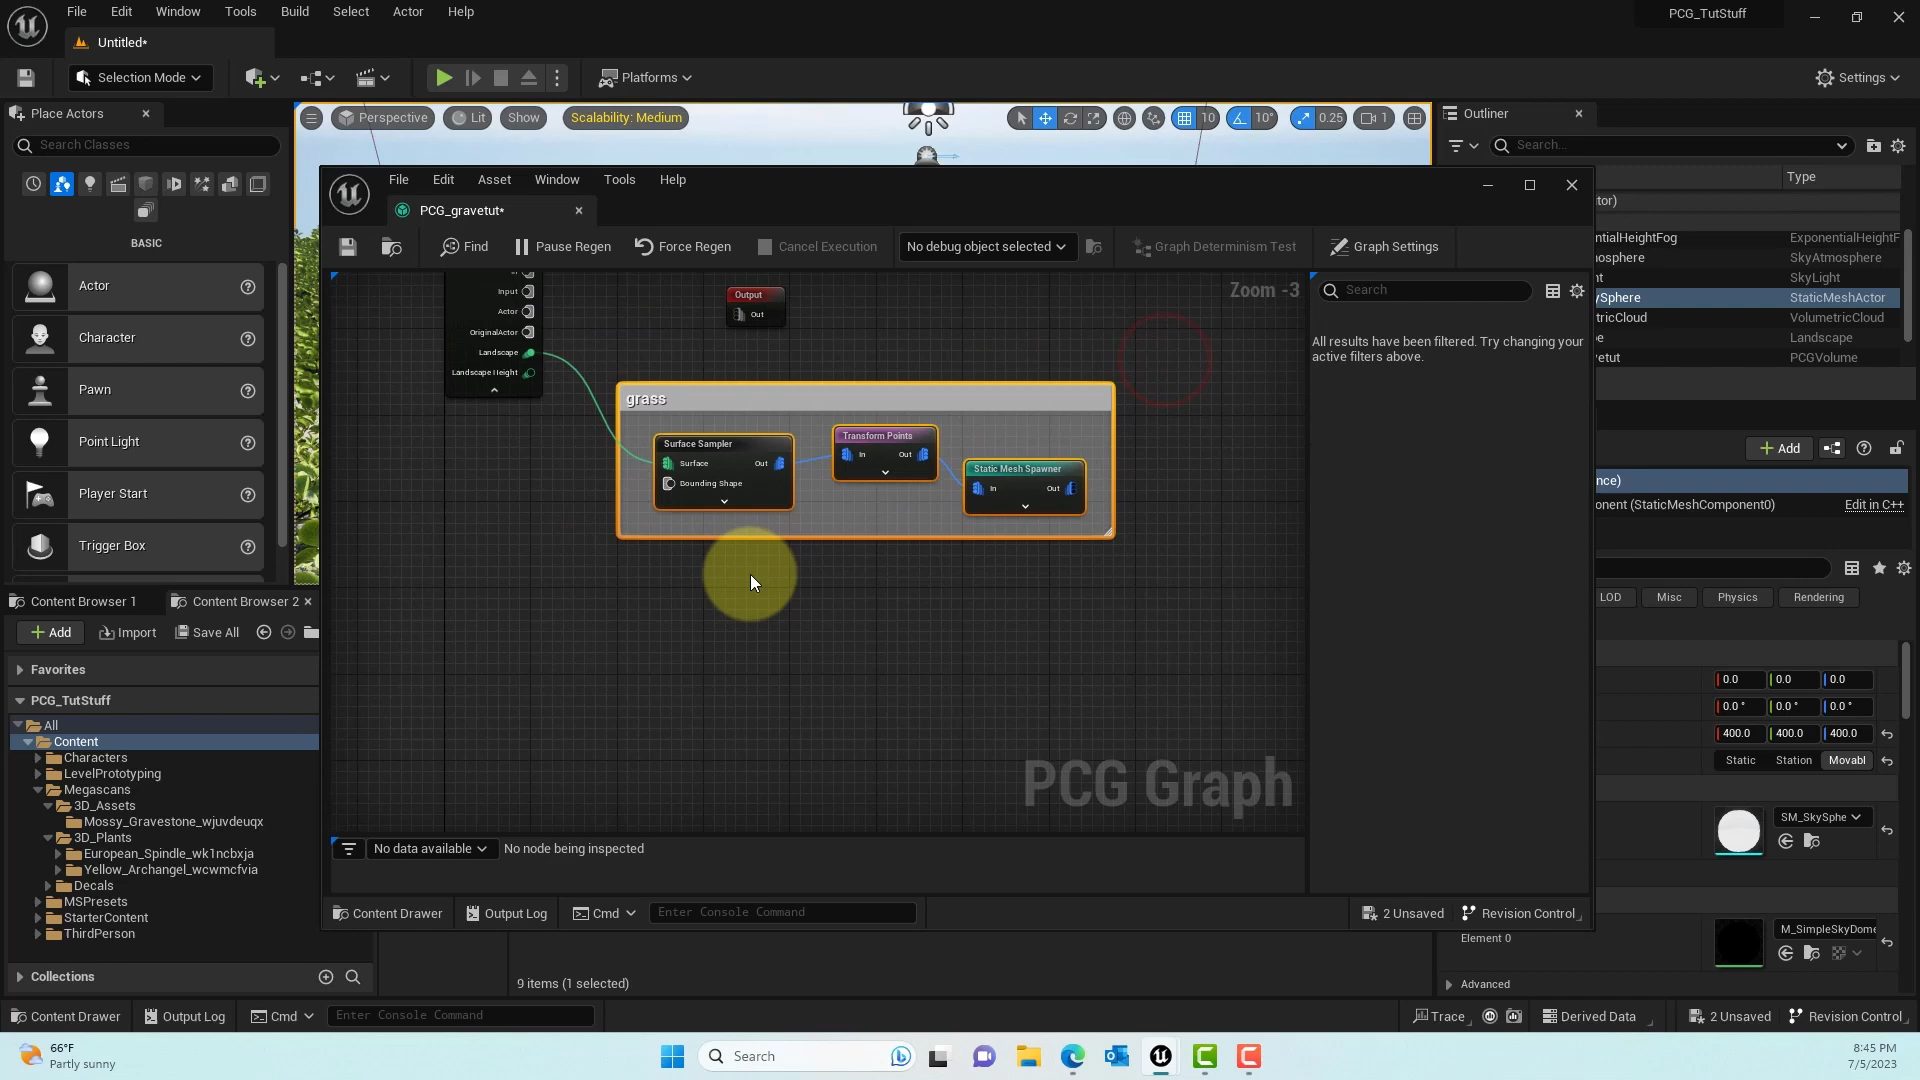 File Edit Window Tools Build Select Actor Help
PCG_TutStuff
Untitled*
Selection Mode
Platforms
Settings
Place Actors
Perspective
Lit
Show
Scalability: Medium
10
10°
0.25
1
Outliner
Search Classes
Search...
Type
BASIC
Actor
Character
Pawn
Point Light
Player Start
Trigger Box
File Edit Asset Window Tools Help
PCG_gravetut*
Find
Pause Regen
Force Regen
Cancel Execution
No debug object selected
Graph Determinism Test
Graph Settings
Zoom -3
Search
All results have been filtered. Try changing your
active filters above.
Input
Actor
OriginalActor
Landscape
Landscape Height
Output
Out
grass
Surface Sampler
Surface
Out
Bounding Shape
Transform Points
In
Out
Static Mesh Spawner
In
Out
PCG Graph
No data available
No node being inspected
Content Drawer
Output Log
Cmd
Enter Console Command
2 Unsaved
Revision Control
tor)
entialHeightFog
ExponentialHeightF
mosphere
SkyAtmosphere
ht
SkyLight
ySphere
StaticMeshActor
tricCloud
VolumetricCloud
pe
Landscape
vetut
PCGVolume
Add
nce)
onent (StaticMeshComponent0)
Edit in C++
LOD
Misc
Physics
Rendering
0.0 0.0 0.0
0.0 ° 0.0 ° 0.0 °
400.0 400.0 400.0
Static Station Movabl
SM_SkySphe
M_SimpleSkyDome
Element 0
Advanced
Content Browser 1
Content Browser 2
Add
Import
Save All
Favorites
PCG_TutStuff
All
Content
Characters
LevelPrototyping
Megascans
3D_Assets
Mossy_Gravestone_wjuvdeuqx
3D_Plants
European_Spindle_wk1ncbxja
Yellow_Archangel_wcwmcfvia
Decals
MSPresets
StarterContent
ThirdPerson
Collections
9 items (1 selected)
Content Drawer
Output Log
Cmd
Enter Console Command
Trace
Derived Data
2 Unsaved
Revision Control
66°F
Partly sunny
Search
8:45 PM
7/5/2023